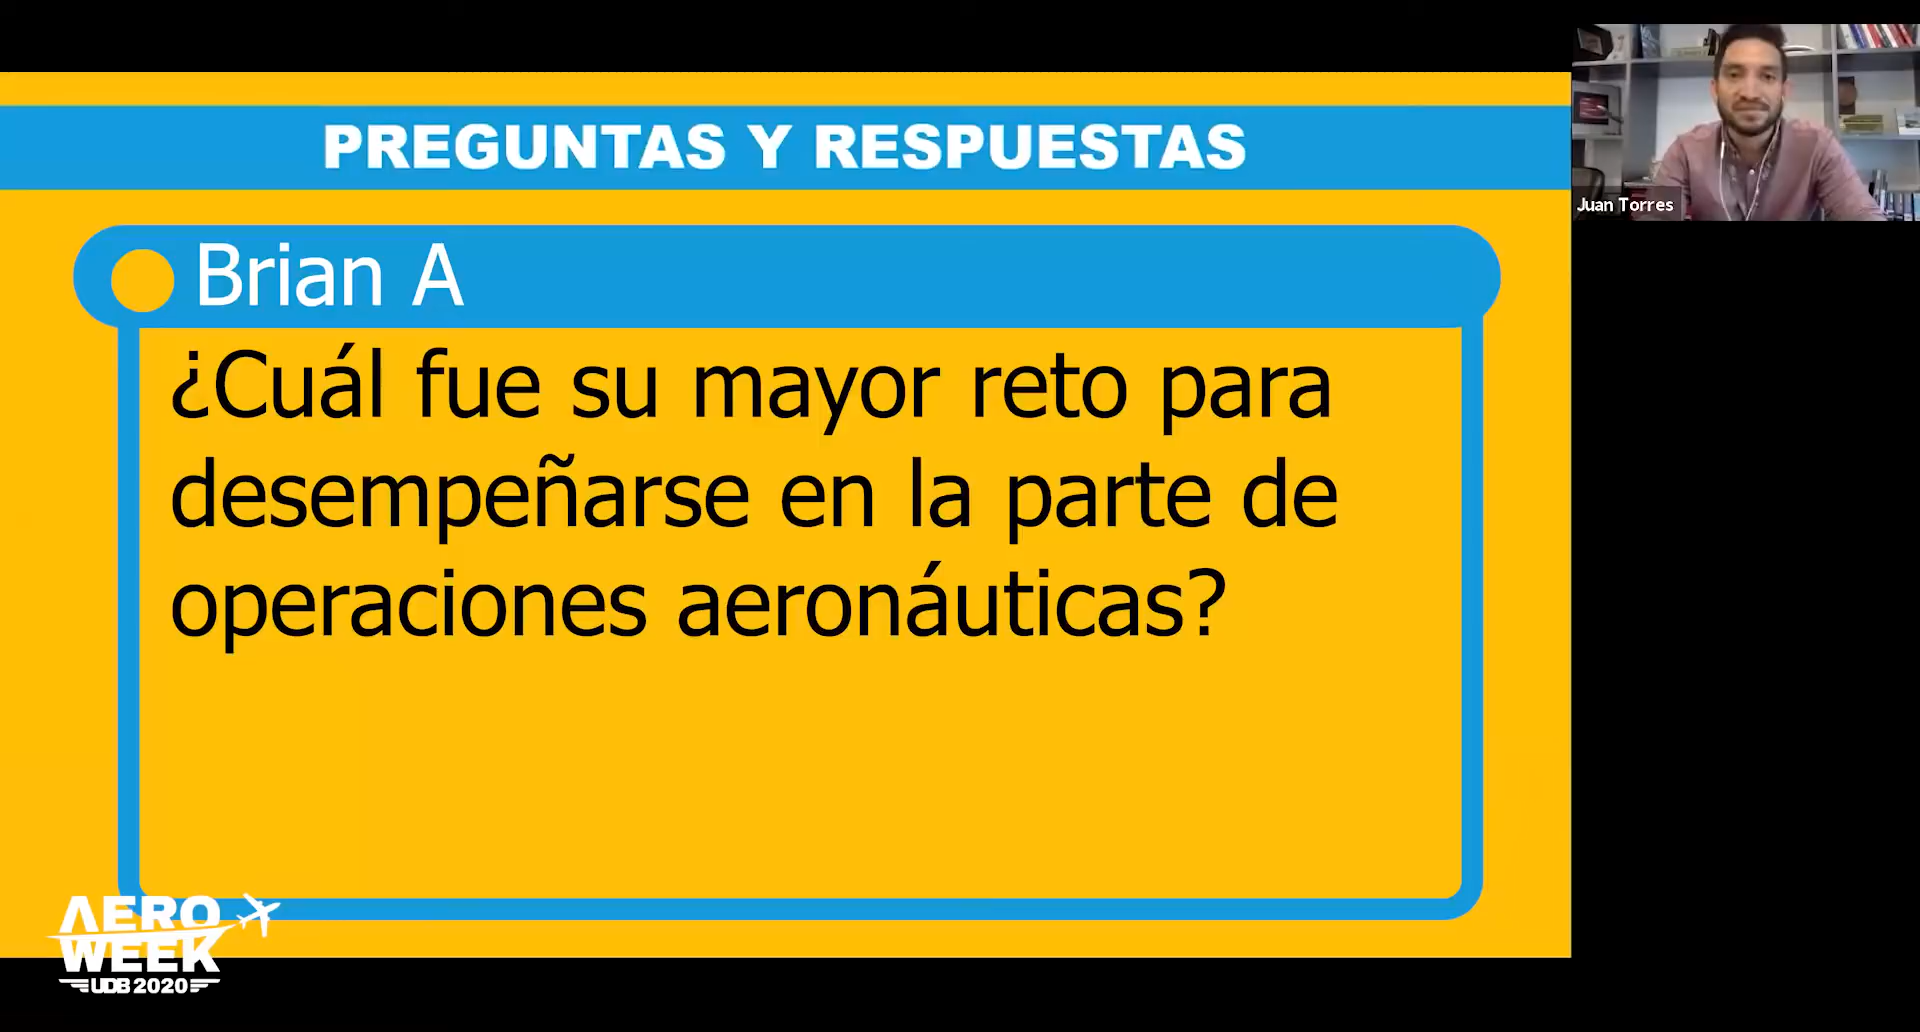 PREGUNTAS Y RESPUESTAS
Juan Torres
Brian A
¿Cuál fue su mayor reto para
desempeñarse en la parte de
operaciones aeronáuticas?
AERO
WEEK
UDB 2020